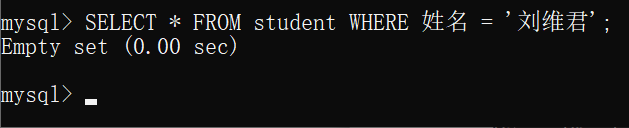 mysql> SELECT * FROM student WHERE 姓名 = '刘维君';
Empty set (0.00 sec)
mysql>